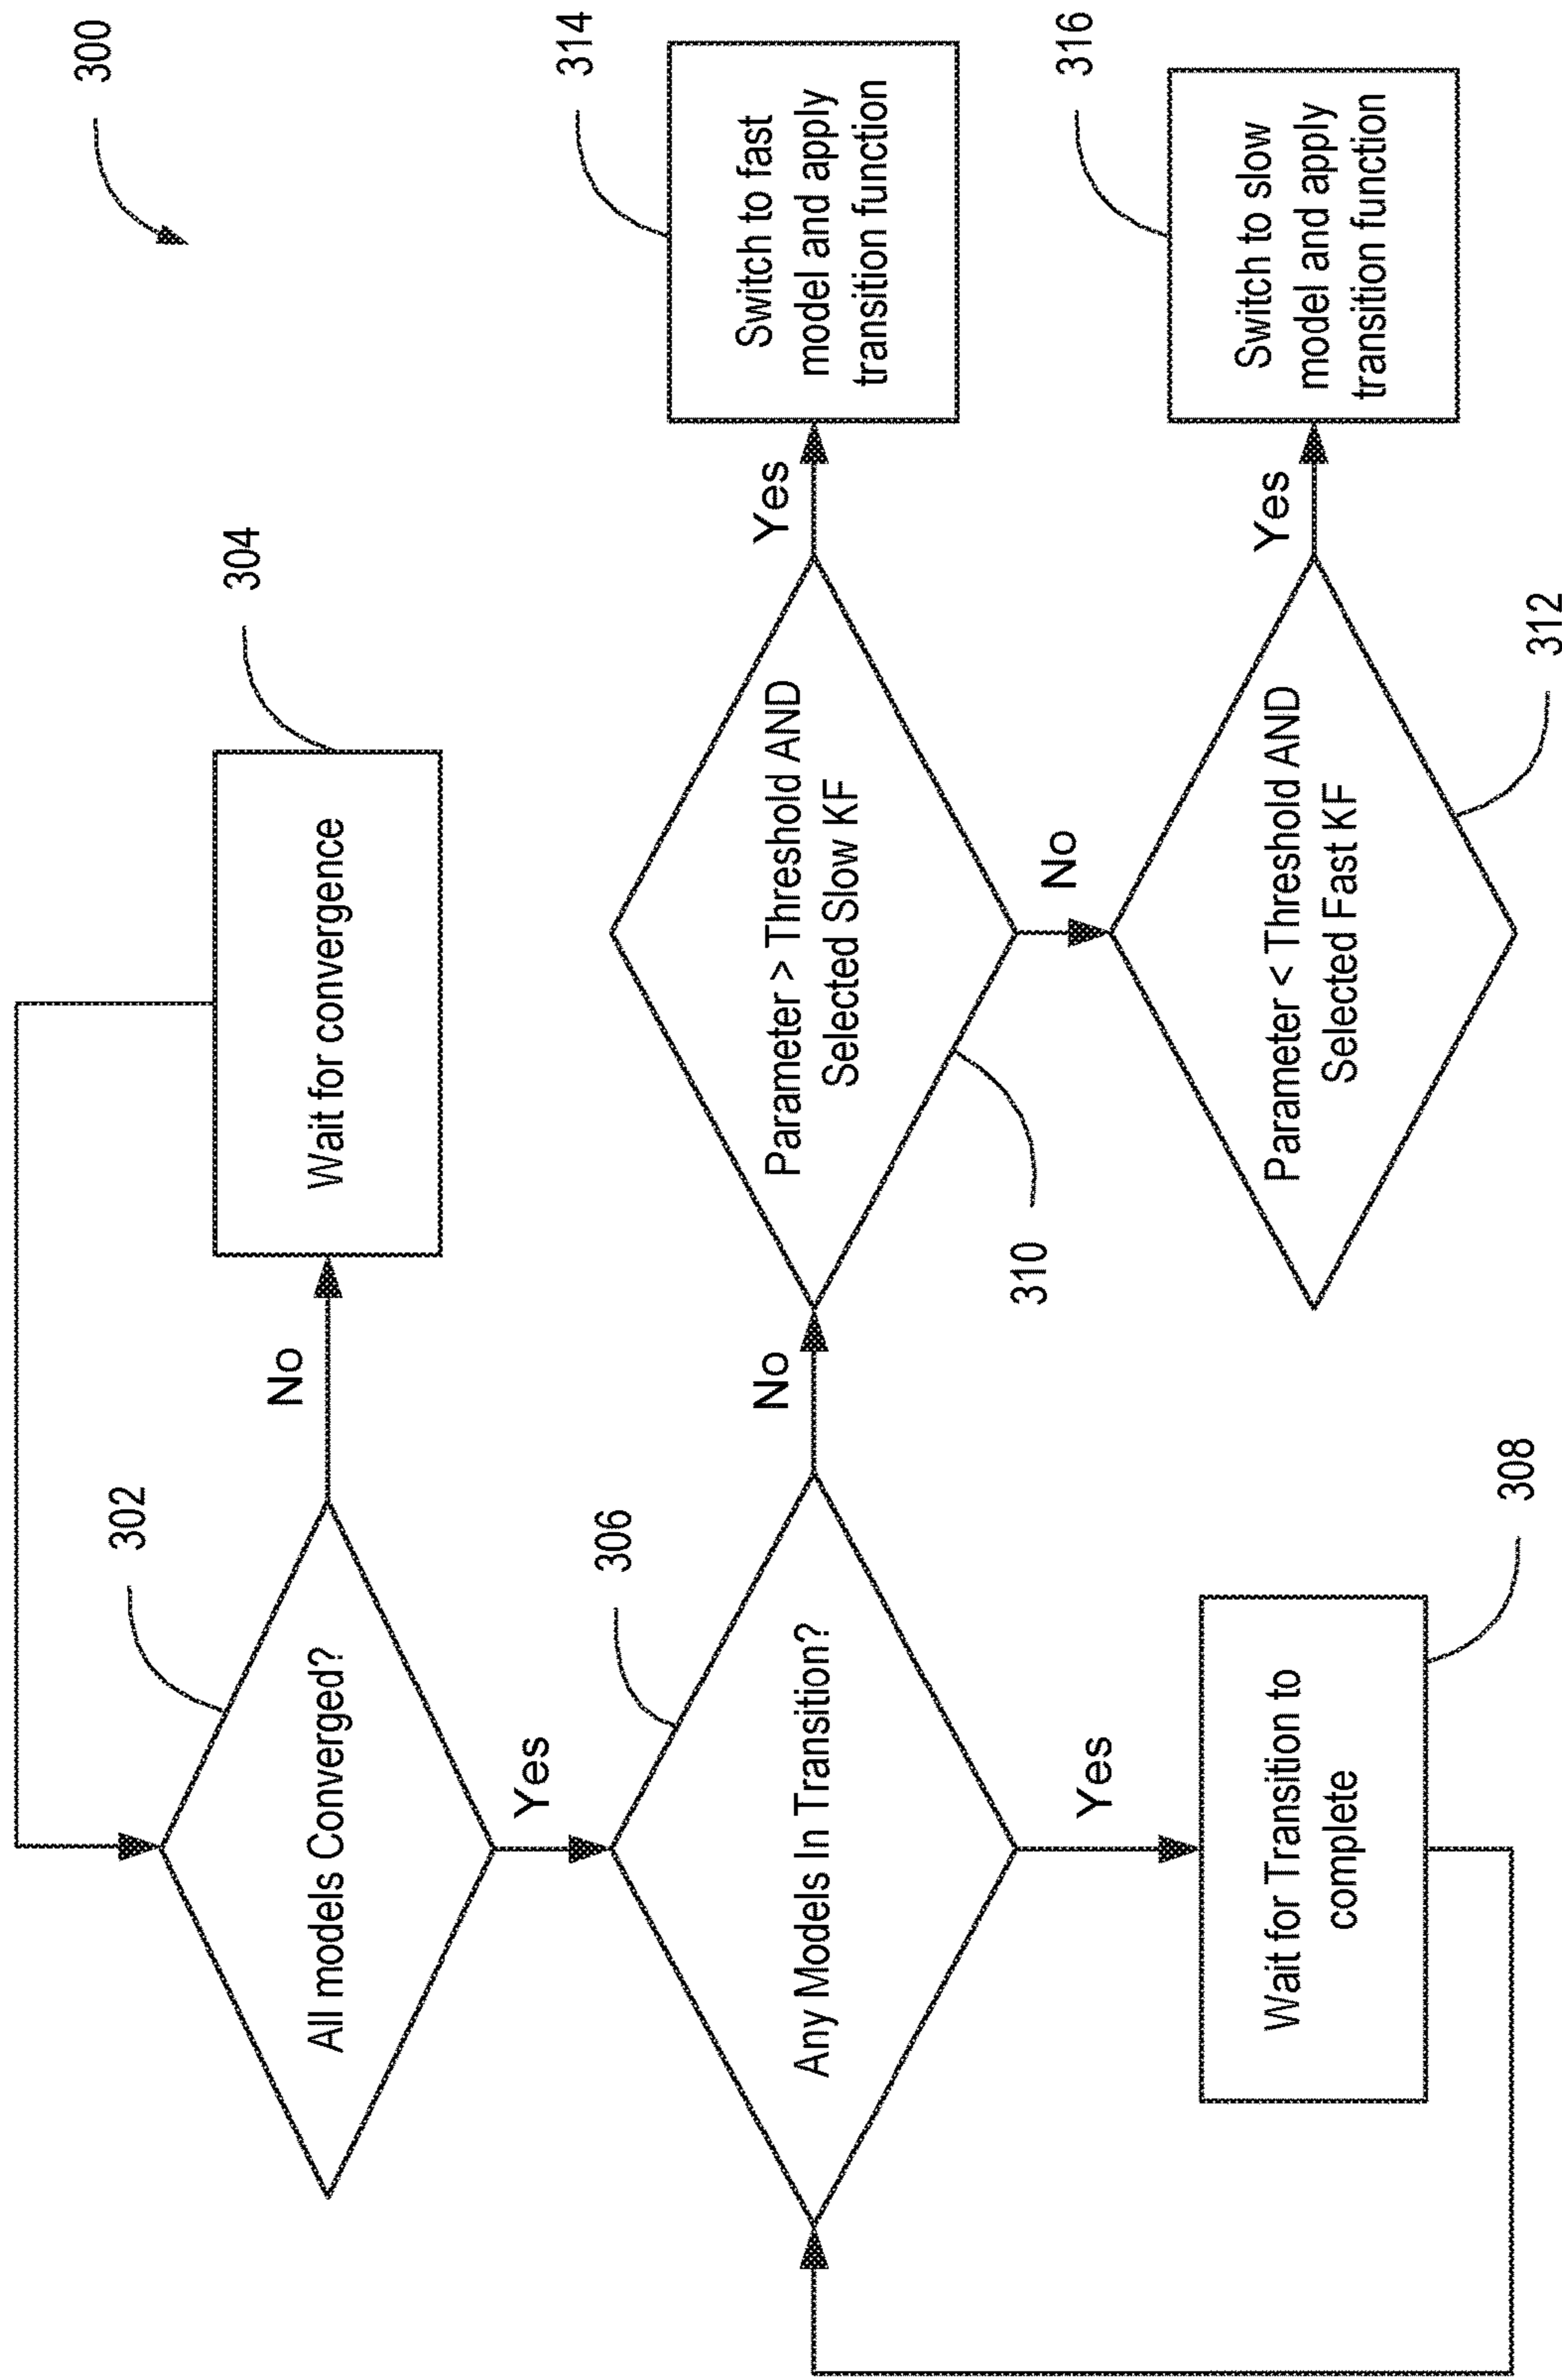 300
302
All models Converged?
No
304
Wait for convergence
Yes
306
Any Models In Transition?
No
Parameter > Threshold AND
Selected Slow KF
310
Yes
314
Switch to fast
model and apply
transition function
Yes
308
Wait for Transition to
complete
No
Parameter < Threshold AND
Selected Fast KF
312
Yes
316
Switch to slow
model and apply
transition function